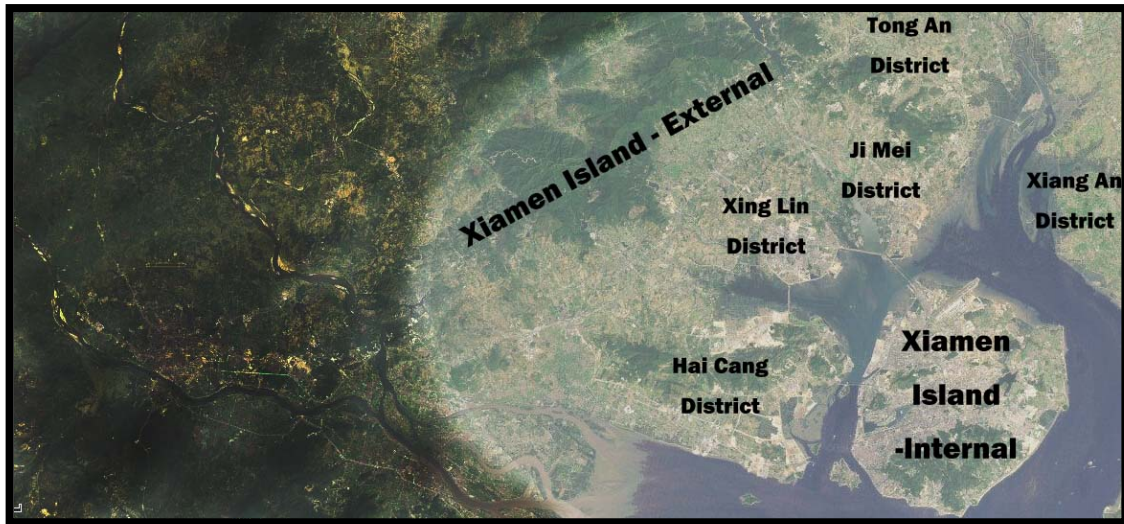 Tong An
District
Xiamen Island - External
Ji Mei
District
Xiang An
District
Xing Lin
District
Xiamen
Island
-Internal
Hai Cang
District